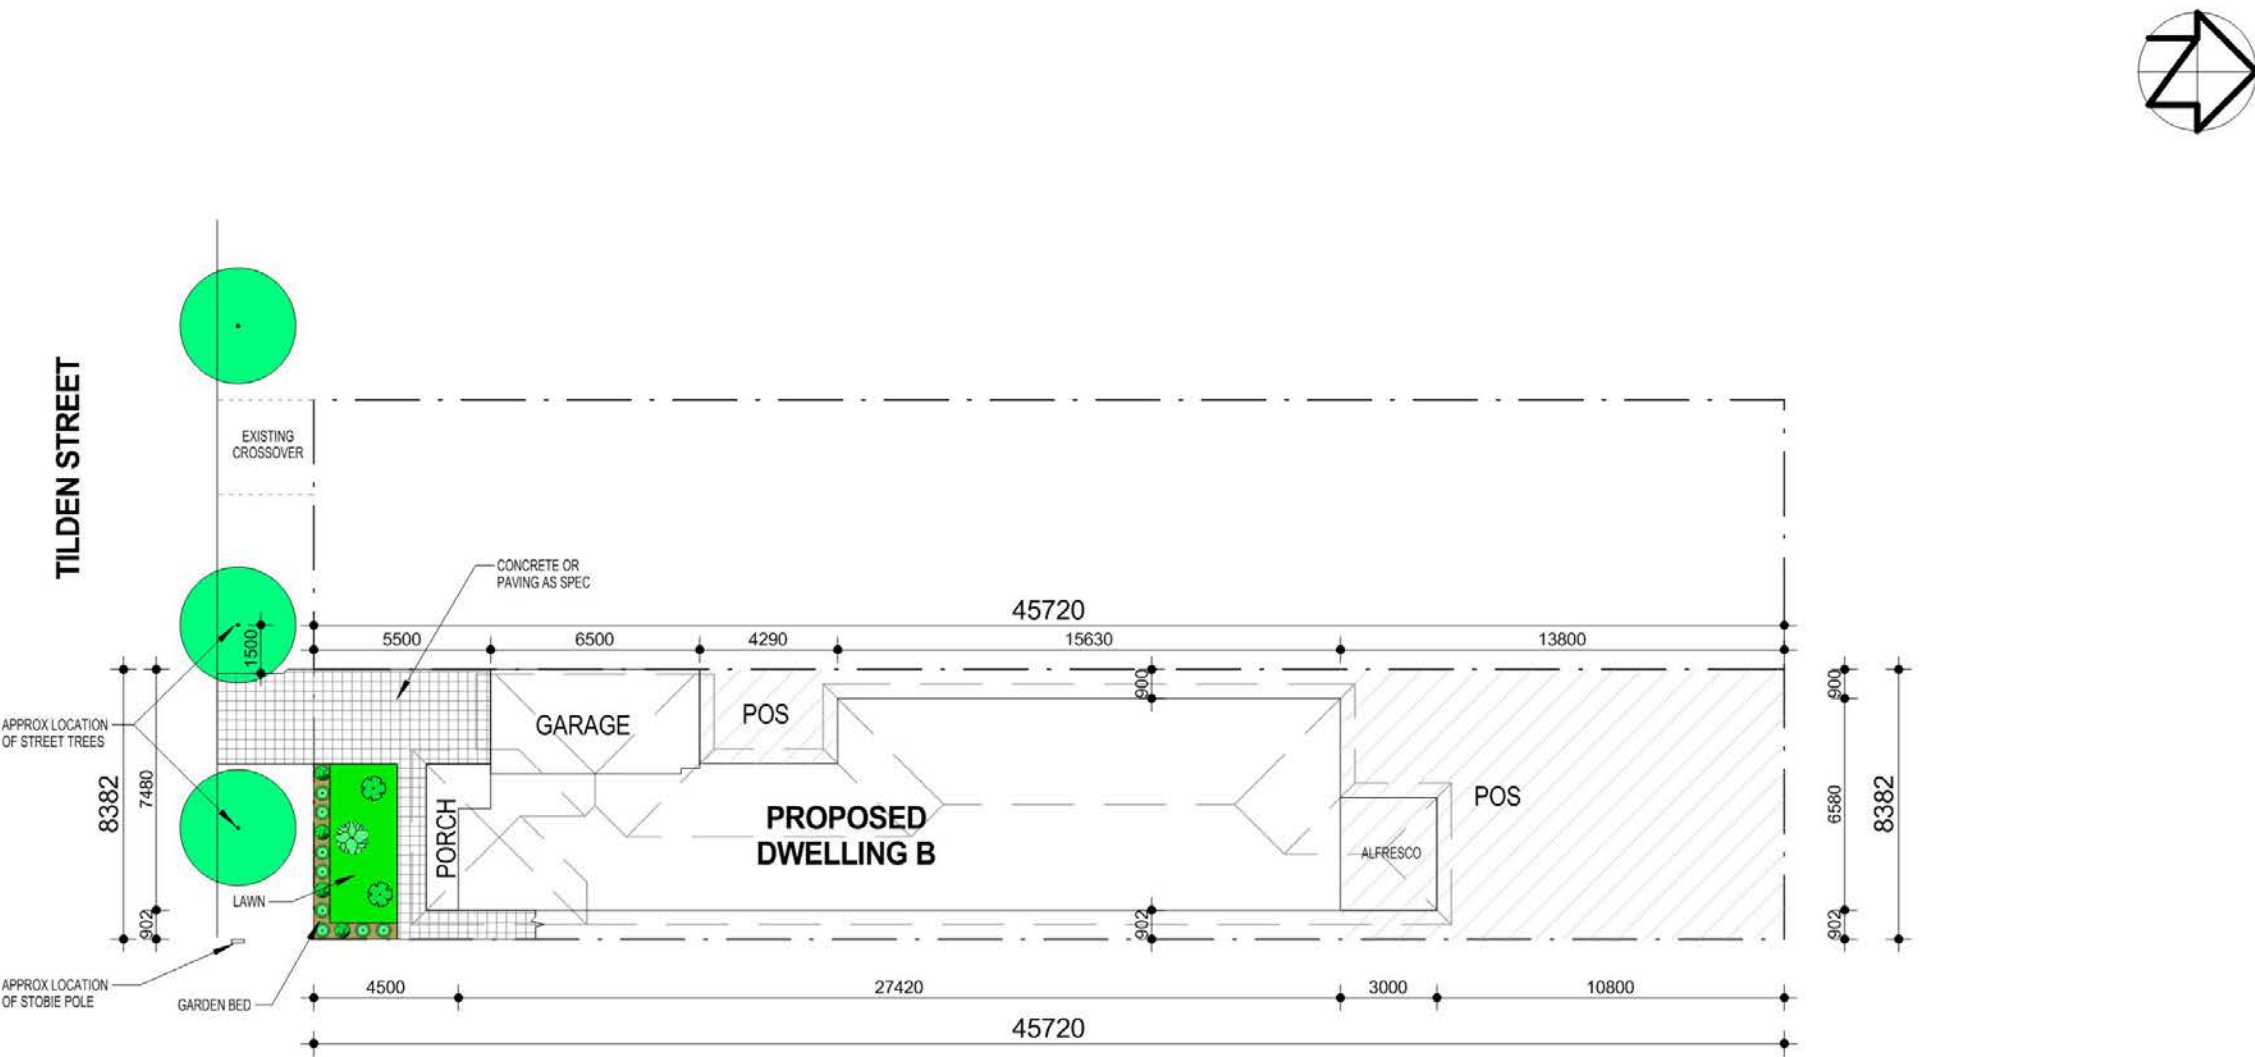 TILDEN STREET
EXISTING
CROSSOVER
CONCRETE OR
PAVING AS SPEC
45720
5500
6500
4290
15630
13800
1500
APPROX LOCATION
OF STREET TREES
8382
7480
902
GARAGE
POS
900
PORCH
PROPOSED
DWELLING B
ALFRESCO
POS
902
900
6580
902
8382
LAWN
APPROX LOCATION
OF STOBIE POLE
GARDEN BED
4500
27420
3000
10800
45720